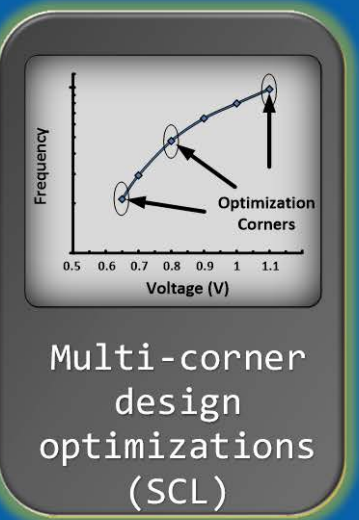 Frequency
Optimization
Corners
0.5 0.6 0.7 0.8 0.9 1 1.1
Voltage (V)
Multi-corner
design
optimizations
(SCL)